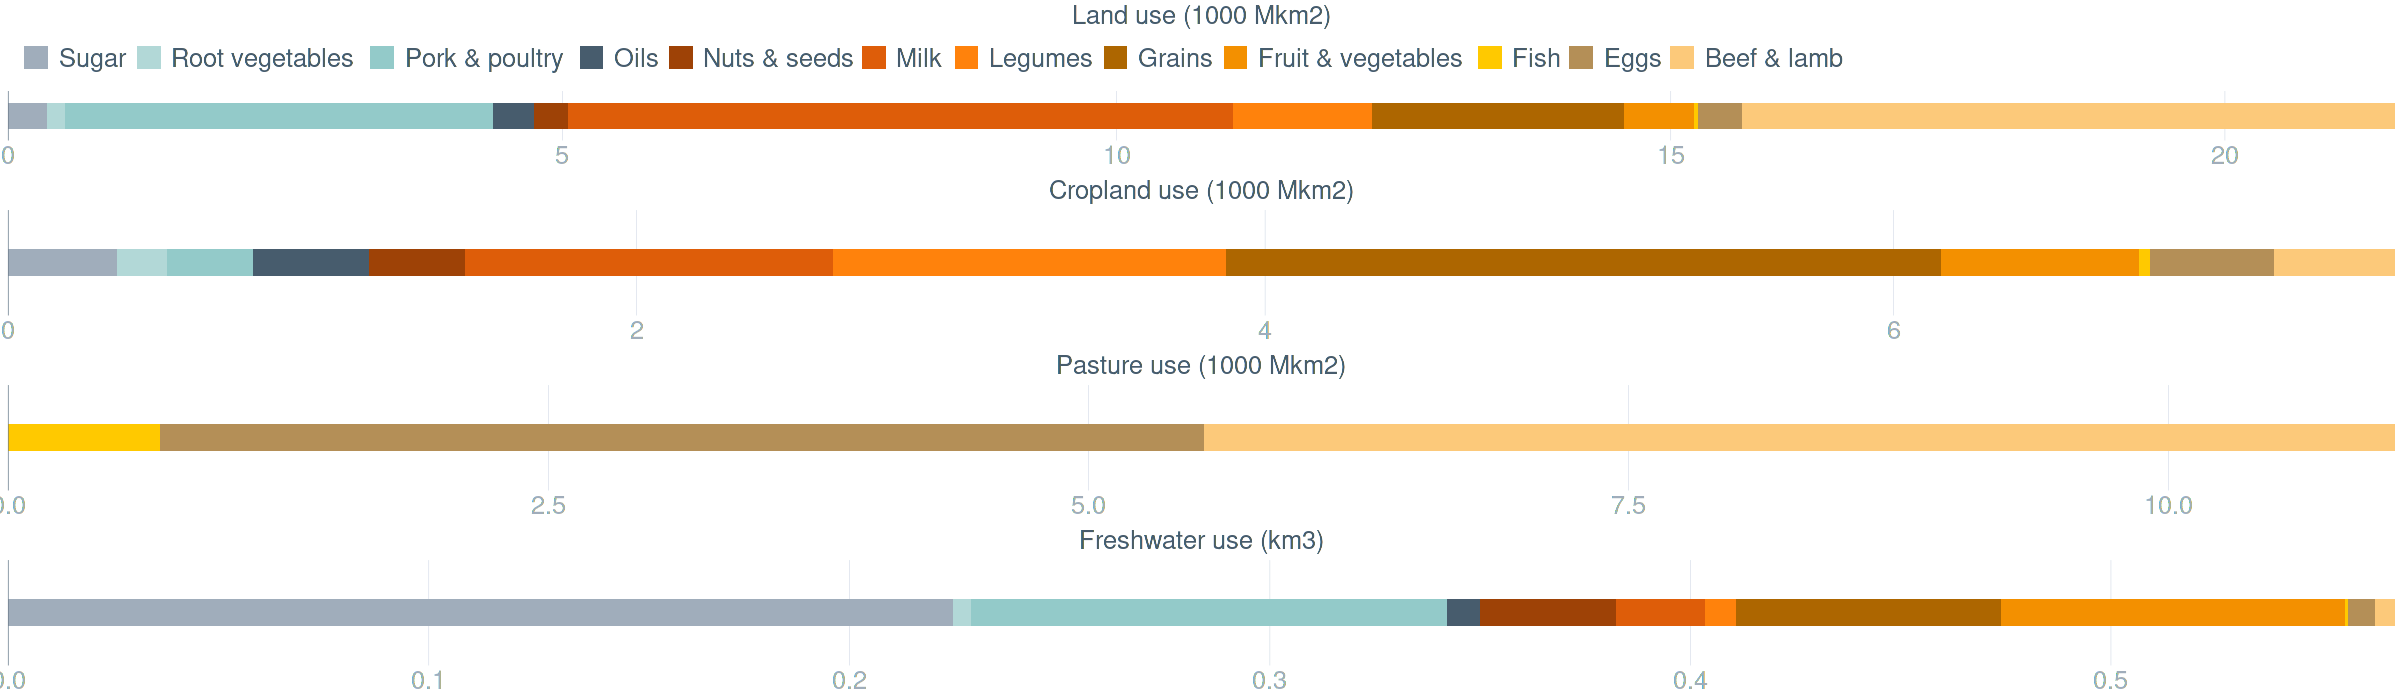 Land use (1000 Mkm2)
Sugar Root vegetables Pork & poultry Oils Nuts & seeds Milk Legumes Grains Fruit & vegetables Fish Eggs Beef & lamb
0 5 10 15 20
Cropland use (1000 Mkm2)
0 2 4 6
Pasture use (1000 Mkm2)
0.0 2.5 5.0 7.5 10.0
Freshwater use (km3)
0.0 0.1 0.2 0.3 0.4 0.5